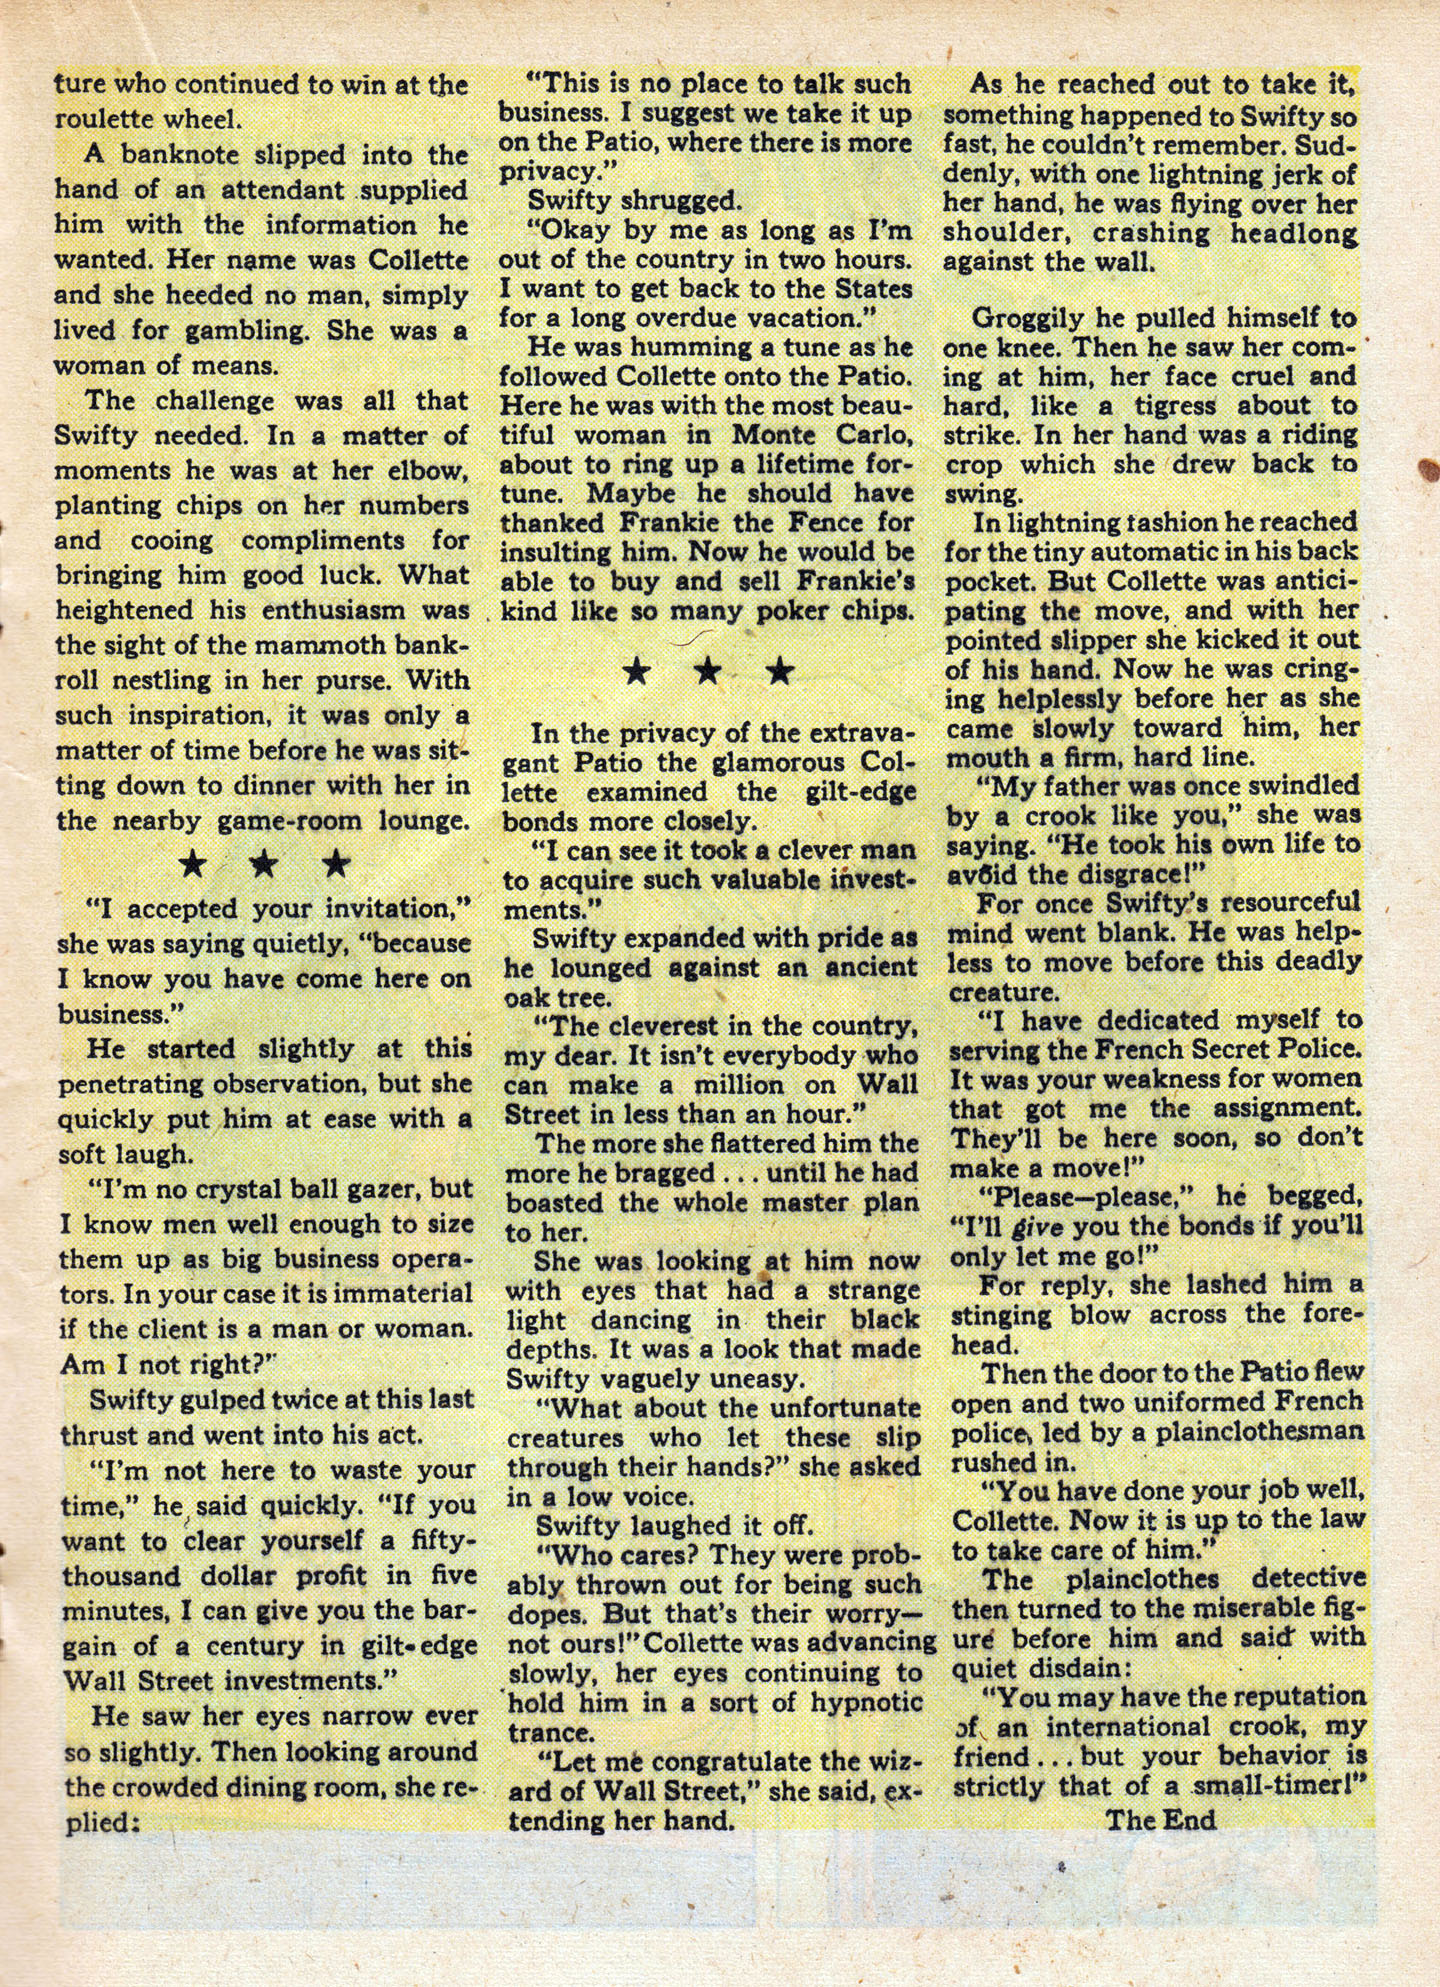 ture who continued to win at the
roulette wheel.
A banknote slipped into the
hand of an attendant supplied
him with the information he
wanted. Her name was Collette
and she heeded no man, simply
lived for gambling. She was a
woman of means.
The challenge was all that
Swifty needed. In a matter of
moments he was at her elbow,
planting chips on her numbers
and cooing compliments for
bringing him good luck. What
heightened his enthusiasm was
the sight of the mammoth bank-
roll nestling in her purse. With
such inspiration, it was only a
matter of time before he was sit-
ting down to dinner with her in
the nearby game-room lounge.
★ ★ ★
"I accepted your invitation,"
she was saying quietly, "because
I know you have come here on
business."
He started slightly at this
penetrating observation, but she
quickly put him at ease with a
soft laugh.
"I'm no crystal ball gazer, but
I know men well enough to size
them up as big business opera-
tors. In your case it is immaterial
if the client is a man or woman.
Am I not right?"
Swifty gulped twice at this last
thrust and went into his act.
"I'm not here to waste your
time," he said quickly. "If you
want to clear yourself a fifty-
thousand dollar profit in five
minutes, I can give you the bar-
gain of a century in gilt-edge
Wall Street investments."
He saw her eyes narrow ever
so slightly. Then looking around
the crowded dining room, she re-
plied:
"This is no place to talk such
business. I suggest we take it up
on the Patio, where there is more
privacy."
Swifty shrugged.
"Okay by me as long as I'm
out of the country in two hours.
I want to get back to the States
for a long overdue vacation."
He was humming a tune as he
followed Collette onto the Patio.
Here he was with the most beau-
tiful woman in Monte Carlo,
about to ring up a lifetime for-
tune. Maybe he should have
thanked Frankie the Fence for
insulting him. Now he would be
able to buy and sell Frankie's
kind like so many poker chips.
★ ★ ★
In the privacy of the extrava-
gant Patio the glamorous Col-
lette examined the gilt-edge
bonds more closely.
"I can see it took a clever man
to acquire such valuable invest-
ments."
Swifty expanded with pride as
he lounged against an ancient
oak tree.
"The cleverest in the country,
my dear. It isn't everybody who
can make a million on Wall
Street in less than an hour."
The more she flattered him the
more he bragged . . . until he had
boasted the whole master plan
to her.
She was looking at him now
with eyes that had a strange
light dancing in their black
depths. It was a look that made
Swifty vaguely uneasy.
"What about the unfortunate
creatures who let these slip
through their hands?" she asked
in a low voice.
Swifty laughed it off.
"Who cares? They were prob-
ably thrown out for being such
dopes. But that's their worry—
not ours!" Collette was advancing
slowly, her eyes continuing to
hold him in a sort of hypnotic
trance.
"Let me congratulate the wiz-
ard of Wall Street," she said, ex-
tending her hand.
As he reached out to take it,
something happened to Swifty so
fast, he couldn't remember. Sud-
denly, with one lightning jerk of
her hand, he was flying over her
shoulder, crashing headlong
against the wall.
Groggily he pulled himself to
one knee. Then he saw her com-
ing at him, her face cruel and
hard, like a tigress about to
strike. In her hand was a riding
crop which she drew back to
swing.
In lightning fashion he reached
for the tiny automatic in his back
pocket. But Collette was antici-
pating the move, and with her
pointed slipper she kicked it out
of his hand. Now he was cring-
ing helplessly before her as she
came slowly toward him, her
mouth a firm, hard line.
"My father was once swindled
by a crook like you," she was
saying. "He took his own life to
avoid the disgrace!"
For once Swifty's resourceful
mind went blank. He was help-
less to move before this deadly
creature.
"I have dedicated myself to
serving the French Secret Police.
It was your weakness for women
that got me the assignment.
They'll be here soon, so don't
make a move!"
"Please—please," he begged,
"I'll give you the bonds if you'll
only let me go!"
For reply, she lashed him a
stinging blow across the fore-
head.
Then the door to the Patio flew
open and two uniformed French
police, led by a plainclothesman
rushed in.
"You have done your job well,
Collette. Now it is up to the law
to take care of him."
The plainclothes detective
then turned to the miserable fig-
ure before him and said with
quiet disdain:
"You may have the reputation
of an international crook, my
friend . . . but your behavior is
strictly that of a small-timer!"
The End